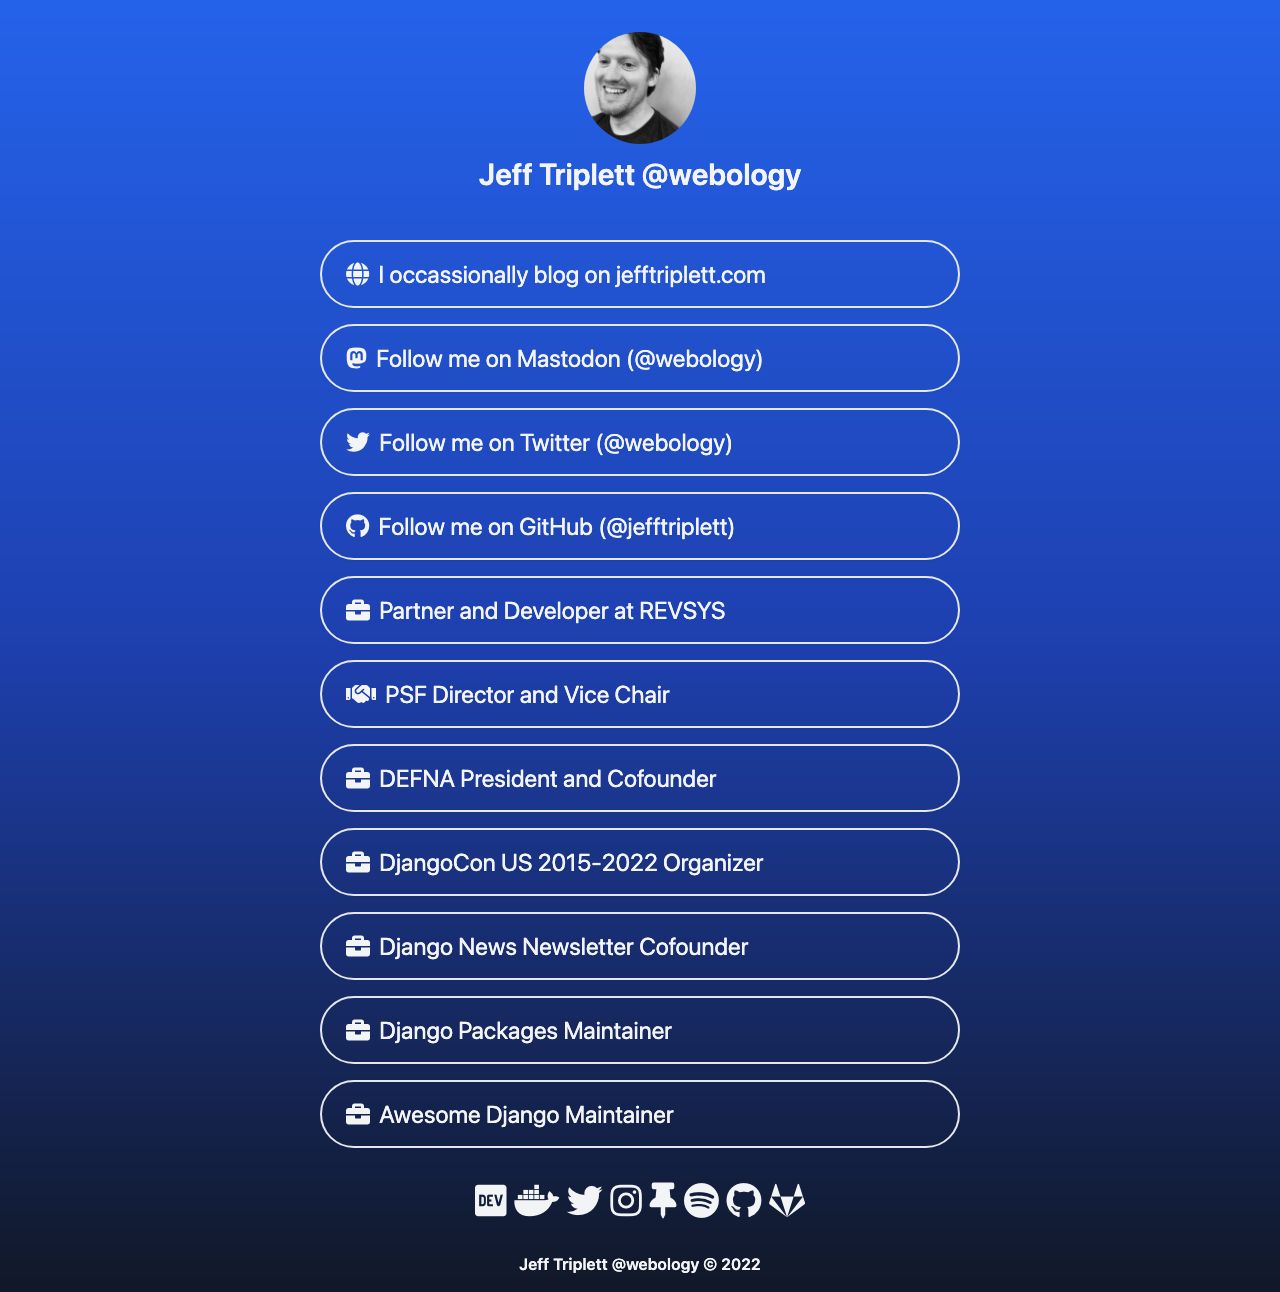 Jeff Triplett @webology
I occassionally blog on jefftriplett.com
Follow me on Mastodon (@webology)
Follow me on Twitter (@webology)
Follow me on GitHub (@jefftriplett)
Partner and Developer at REVSYS
PSF Director and Vice Chair
DEFNA President and Cofounder
DjangoCon US 2015-2022 Organizer
Django News Newsletter Cofounder
Django Packages Maintainer
Awesome Django Maintainer
DEV
Jeff Triplett @webology © 2022